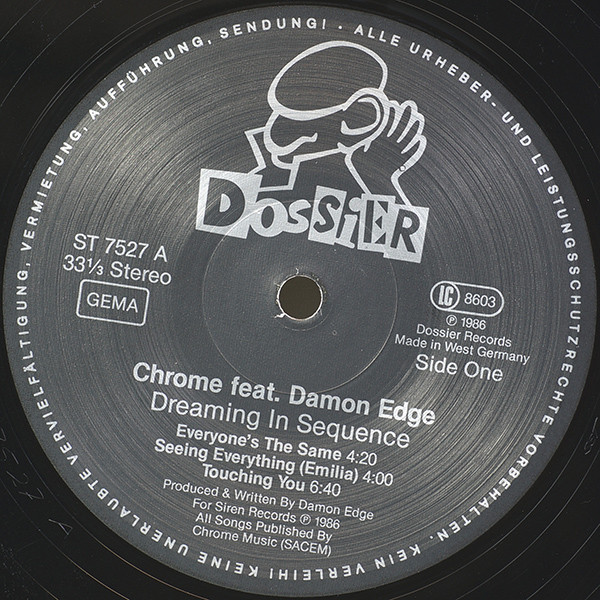 ALLE URHEBER- UND LEISTUNGSSCHUTZRECHTE VORBEHALTEN. KEIN VERLEIH! KEINE UNERLAUBTE VERVIELFÄLTIGUNG, VERMIETUNG, AUFFÜHRUNG, SENDUNG! ·
DOSSiER
ST 7527 A
33⅓ Stereo
GEMA
LC 8603
℗ 1986
Dossier Records
Made in West Germany
Side One
Chrome feat. Damon Edge
Dreaming In Sequence
Everyone's The Same 4:20
Seeing Everything (Emilia) 4:00
Touching You 6:40
Produced & Written By Damon Edge
For Siren Records ℗ 1986
All Songs Published By
Chrome Music (SACEM)